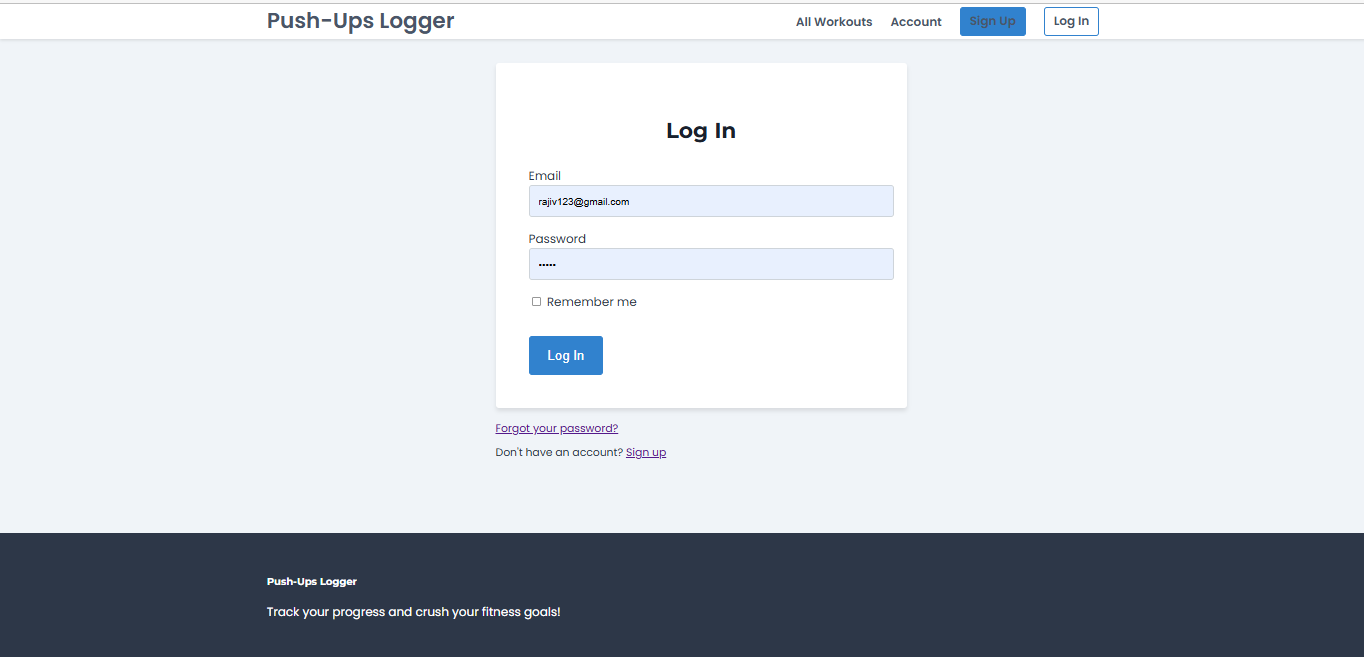 Push-Ups Logger
All Workouts Account Sign Up Log In
Log In
Email
rajiv123@gmail.com
Password
•••••
Remember me
Log In
Forgot your password?
Don't have an account? Sign up
Push-Ups Logger
Track your progress and crush your fitness goals!